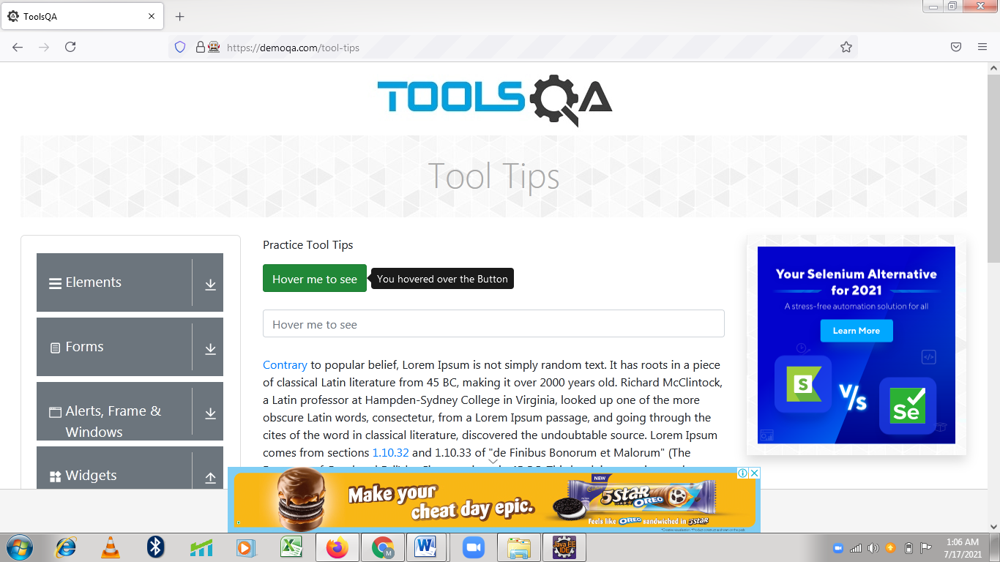 ToolsQA
https://demoqa.com/tool-tips
TOOLSQA
Tool Tips
Elements
Forms
Alerts, Frame &
Windows
Widgets
Practice Tool Tips
Hover me to see
You hovered over the Button
Hover me to see
Contrary to popular belief, Lorem Ipsum is not simply random text. It has roots in a piece
of classical Latin literature from 45 BC, making it over 2000 years old. Richard McClintock,
a Latin professor at Hampden-Sydney College in Virginia, looked up one of the more
obscure Latin words, consectetur, from a Lorem Ipsum passage, and going through the
cites of the word in classical literature, discovered the undoubtable source. Lorem Ipsum
comes from sections 1.10.32 and 1.10.33 of "de Finibus Bonorum et Malorum" (The
Your Selenium Alternative
for 2021
A stress-free automation solution for all
Learn More
S
V/s
Se
Make your
cheat day epic.
NEW
5STAR
OREO
Feels like OREO sandwiched in 5STAR
M
Java EE
IDE
1:06 AM
7/17/2021